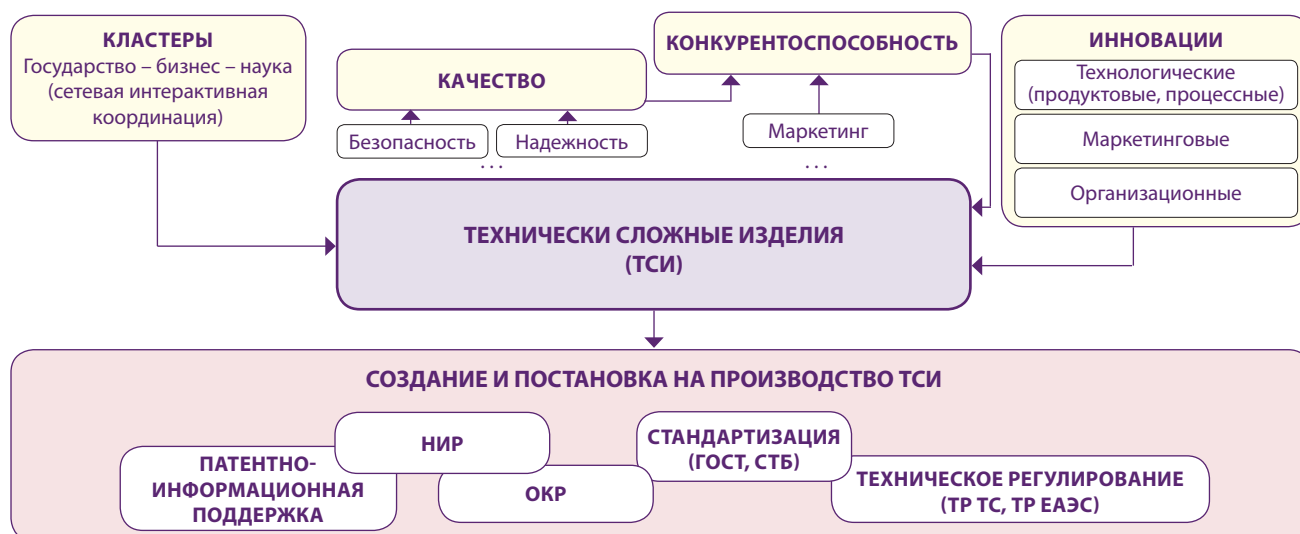 КЛАСТЕРЫ
Государство – бизнес – наука
(сетевая интерактивная
координация)
КАЧЕСТВО
Безопасность
Надежность
...
КОНКУРЕНТОСПОСОБНОСТЬ
Маркетинг
...
ИННОВАЦИИ
Технологические
(продуктовые, процессные)
Маркетинговые
Организационные
ТЕХНИЧЕСКИ СЛОЖНЫЕ ИЗДЕЛИЯ
(ТСИ)
СОЗДАНИЕ И ПОСТАНОВКА НА ПРОИЗВОДСТВО ТСИ
ПАТЕНТНО-
ИНФОРМАЦИОННАЯ
ПОДДЕРЖКА
НИР
ОКР
СТАНДАРТИЗАЦИЯ
(ГОСТ, СТБ)
ТЕХНИЧЕСКОЕ РЕГУЛИРОВАНИЕ
(ТР ТС, ТР ЕАЭС)